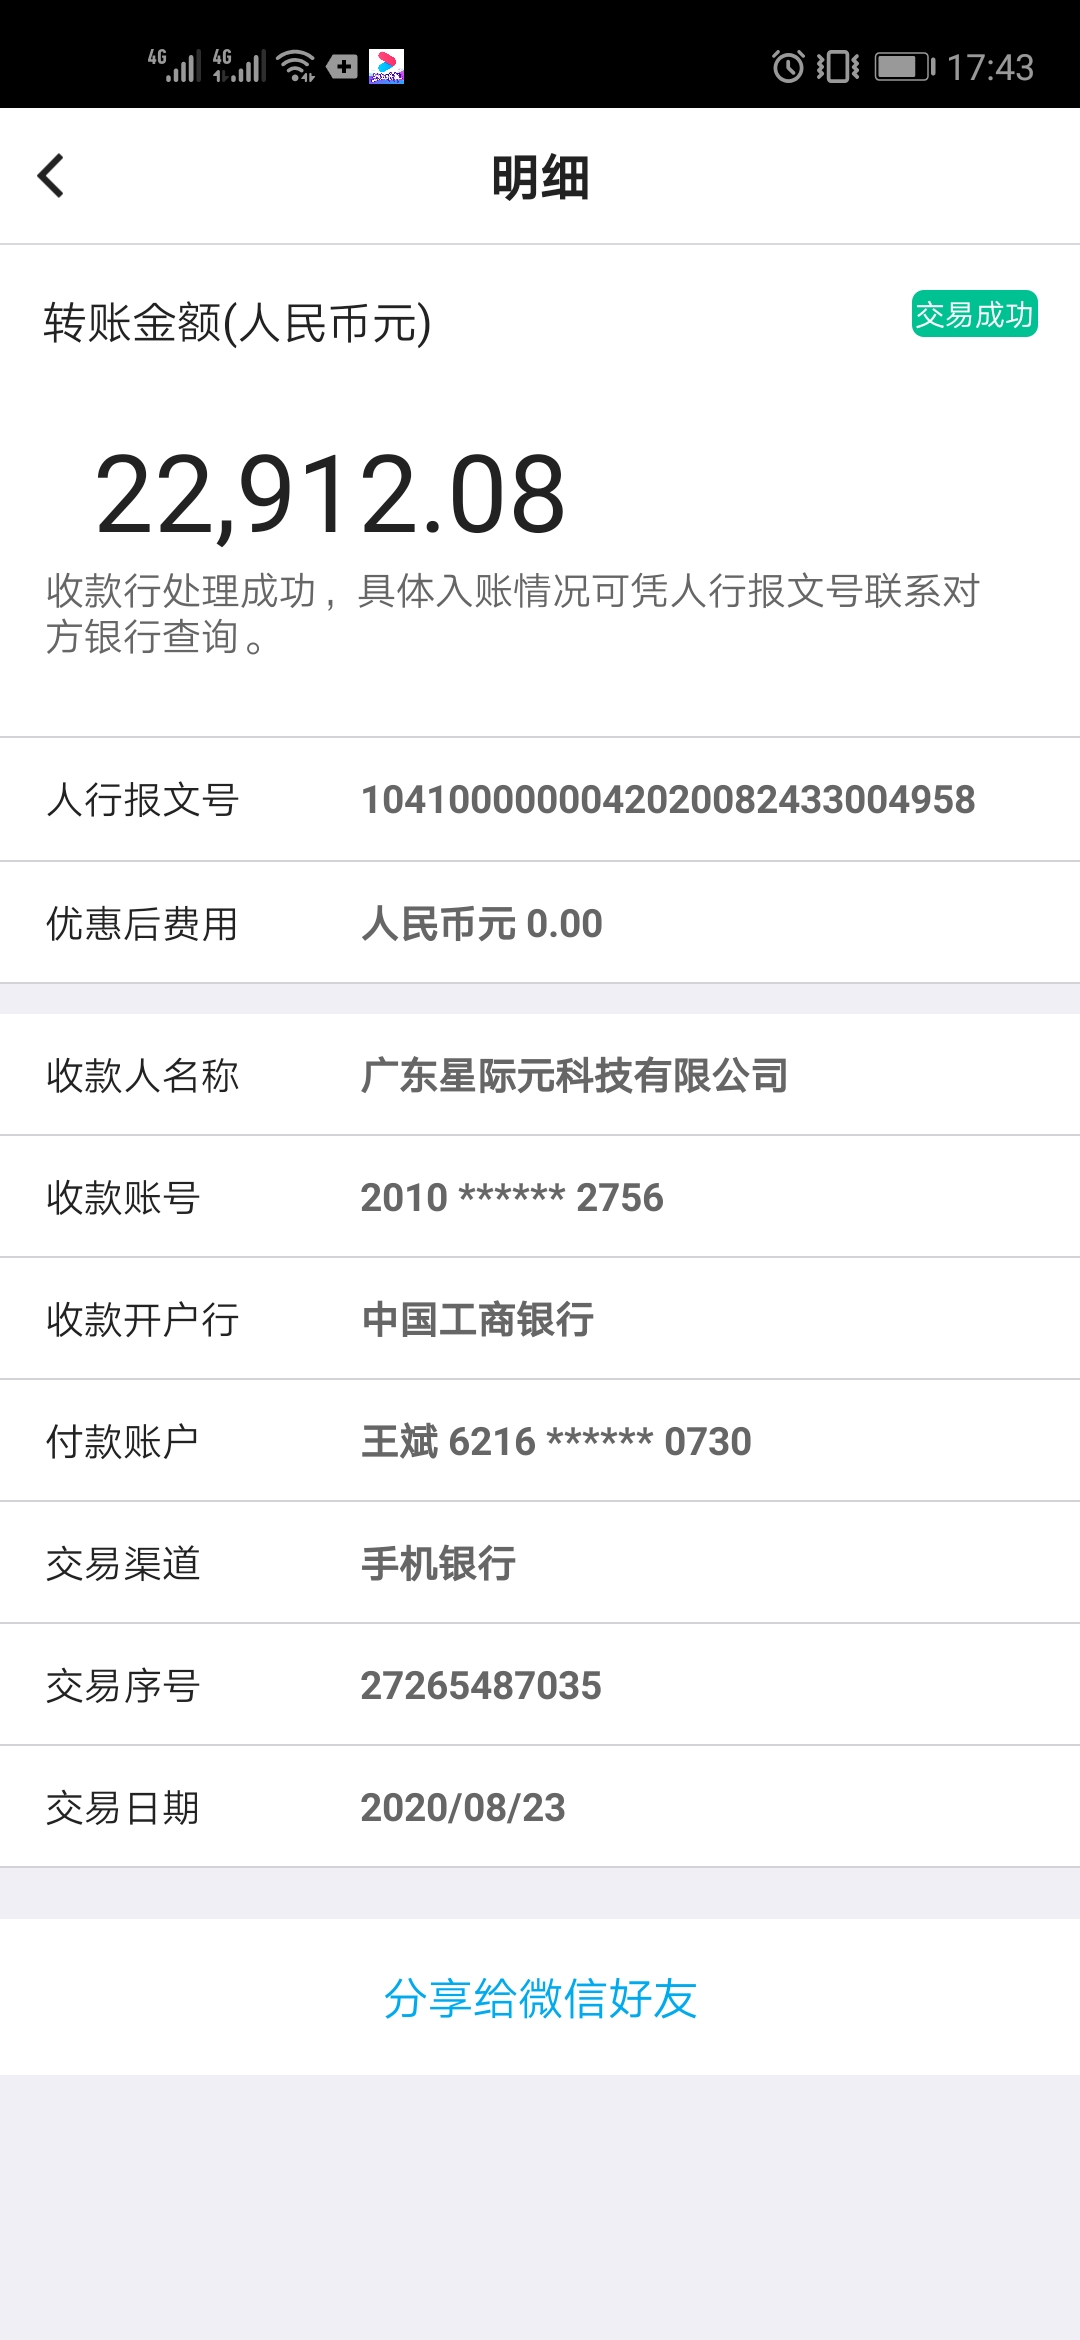 4G 4G 17:43
明细
转账金额(人民币元) 交易成功
22,912.08
收款行处理成功，具体入账情况可凭人行报文号联系对
方银行查询。
人行报文号 10410000000420200824​33004958
优惠后费用 人民币元 0.00
收款人名称 广东星际元科技有限公司
收款账号 2010 ****** 2756
收款开户行 中国工商银行
付款账户 王斌 6216 ****** 0730
交易渠道 手机银行
交易序号 27265487035
交易日期 2020/08/23
分享给微信好友